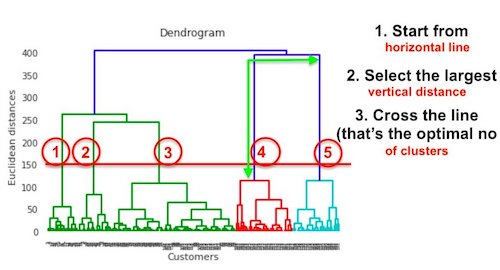 Dendrogram
400
350
300
250
200
150
100
50
0
Euclidean distances
Customers
1
2
3
4
5
1. Start from
horizontal line
2. Select the largest
vertical distance
3. Cross the line
(that's the optimal no
of clusters